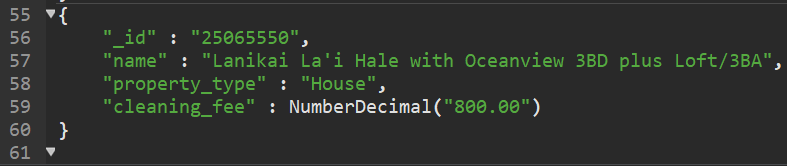 55 {
56 "_id" : "25065550",
57 "name" : "Lanikai La'i Hale with Oceanview 3BD plus Loft/3BA",
58 "property_type" : "House",
59 "cleaning_fee" : NumberDecimal("800.00")
60 }
61